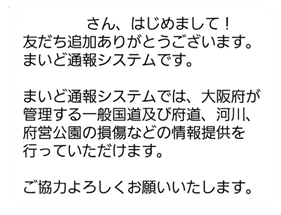 さん、はじめまして！
友だち追加ありがとうございます。
まいど通報システムです。
まいど通報システムでは、大阪府が
管理する一般国道及び府道、河川、
府営公園の損傷などの情報提供を
行っていただけます。
ご協力よろしくお願いいたします。